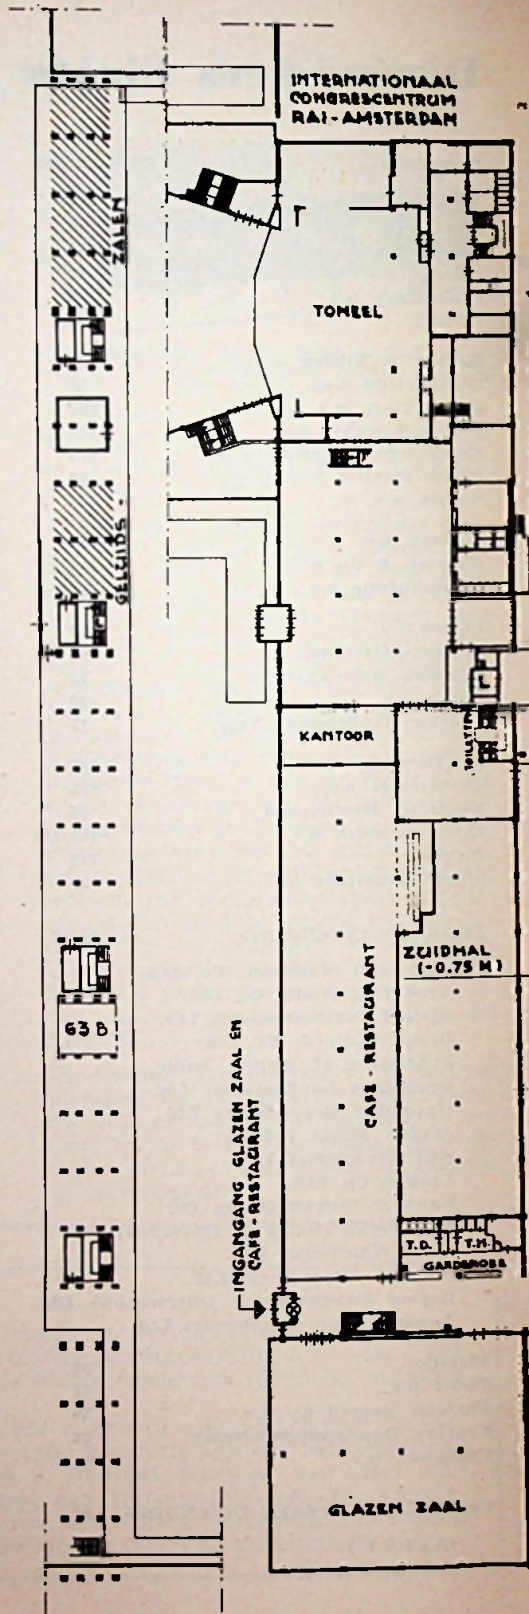 INTERNATIONAAL
CONGRESCENTRUM
RAI - AMSTERDAM
ZALEN
TONEEL
GELUIDS -
KANTOOR
TOILETTEN
ZUIDHAL
(-0.75 M)
CAFE - RESTAURANT
63 B
INGANGANG GLAZEN ZAAL EN
CAFE - RESTAURANT
T.D.
T.H.
GARDEROBE
GLAZEN ZAAL